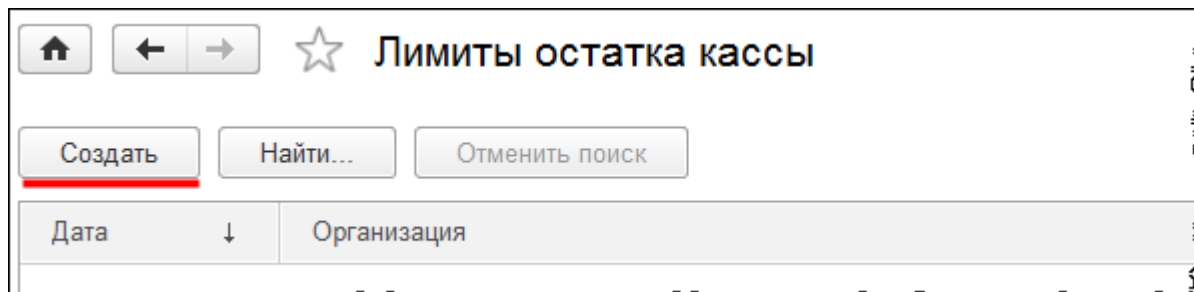 Лимиты остатка кассы
Создать Найти... Отменить поиск
Дата ↓ Организация